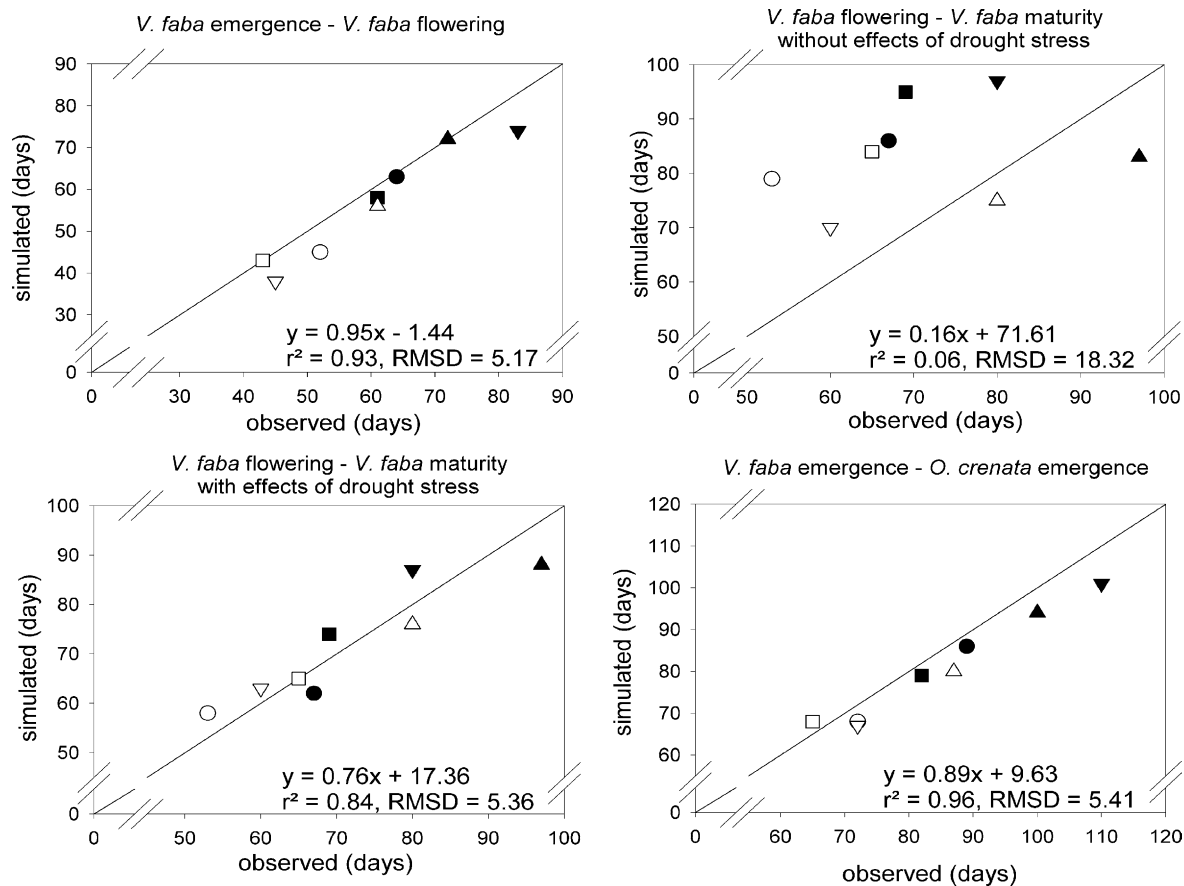 V. faba emergence - V. faba flowering
90
80
70
60
50
40
30
0
simulated (days)
y = 0.95x - 1.44
r² = 0.93, RMSD = 5.17
0 30 40 50 60 70 80 90
observed (days)
V. faba flowering - V. faba maturity
without effects of drought stress
100
90
80
70
60
50
0
simulated (days)
y = 0.16x + 71.61
r² = 0.06, RMSD = 18.32
0 50 60 70 80 90 100
observed (days)
V. faba flowering - V. faba maturity
with effects of drought stress
100
90
80
70
60
50
0
simulated (days)
y = 0.76x + 17.36
r² = 0.84, RMSD = 5.36
0 50 60 70 80 90 100
observed (days)
V. faba emergence - O. crenata emergence
120
110
100
90
80
70
60
0
simulated (days)
y = 0.89x + 9.63
r² = 0.96, RMSD = 5.41
0 60 70 80 90 100 110 120
observed (days)